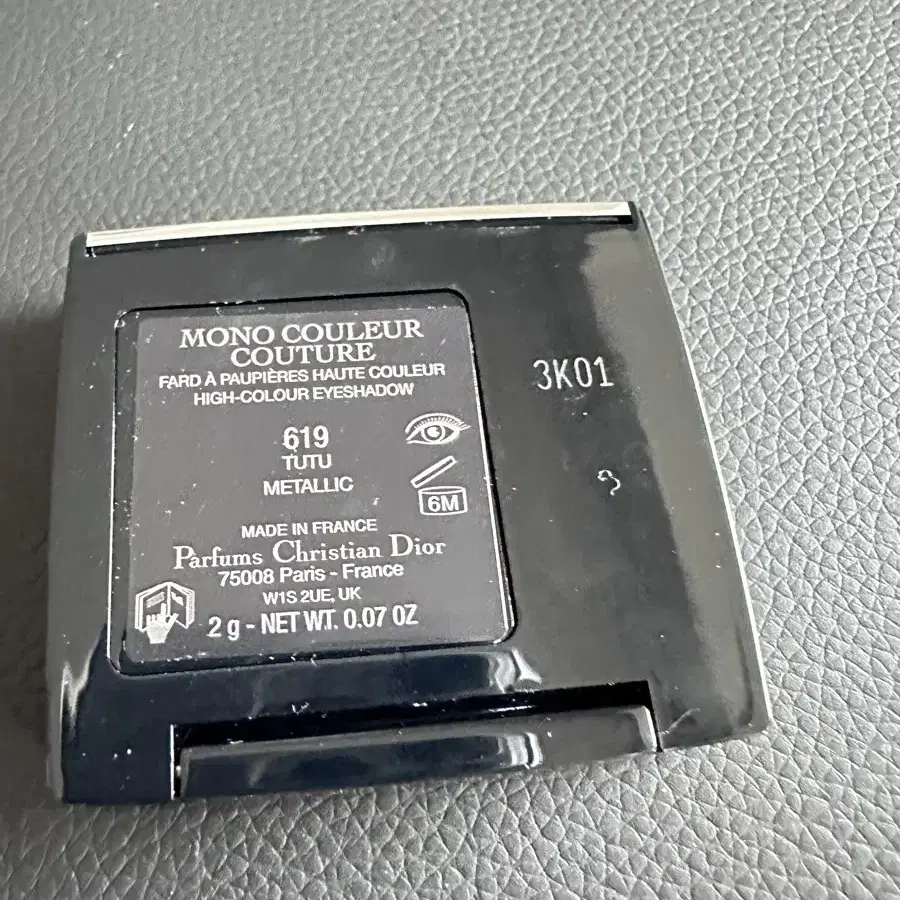 MONO COULEUR
COUTURE
FARD À PAUPIÈRES HAUTE COULEUR
HIGH-COLOUR EYESHADOW
619
TUTU
METALLIC
6M
MADE IN FRANCE
Parfums Christian Dior
75008 Paris - France
W1S 2UE, UK
2 g - NET WT. 0.07 OZ
3K01